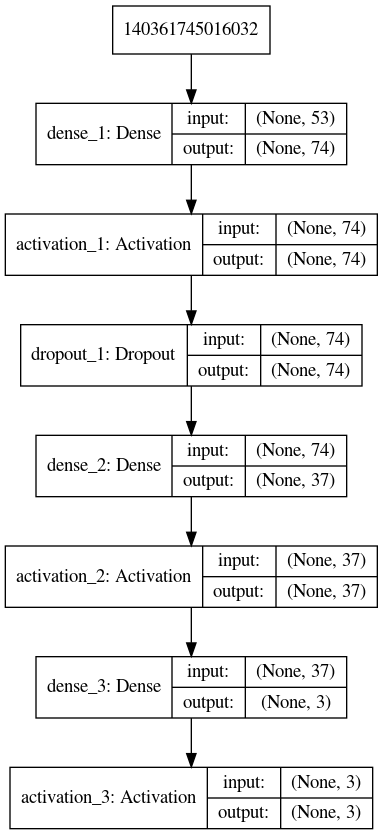 140361745016032
dense_1: Dense
input: (None, 53)
output: (None, 74)
activation_1: Activation
input: (None, 74)
output: (None, 74)
dropout_1: Dropout
input: (None, 74)
output: (None, 74)
dense_2: Dense
input: (None, 74)
output: (None, 37)
activation_2: Activation
input: (None, 37)
output: (None, 37)
dense_3: Dense
input: (None, 37)
output: (None, 3)
activation_3: Activation
input: (None, 3)
output: (None, 3)